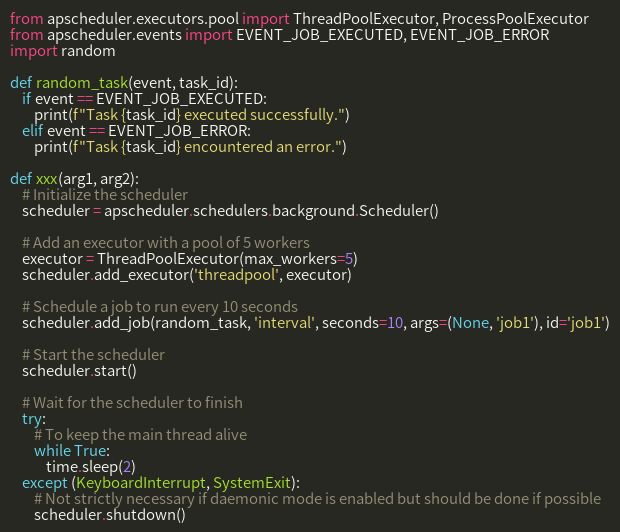 from apscheduler.executors.pool import ThreadPoolExecutor, ProcessPoolExecutor
from apscheduler.events import EVENT_JOB_EXECUTED, EVENT_JOB_ERROR
import random

def random_task(event, task_id):
    if event == EVENT_JOB_EXECUTED:
        print(f"Task {task_id} executed successfully.")
    elif event == EVENT_JOB_ERROR:
        print(f"Task {task_id} encountered an error.")

def xxx(arg1, arg2):
    # Initialize the scheduler
    scheduler = apscheduler.schedulers.background.Scheduler()

    # Add an executor with a pool of 5 workers
    executor = ThreadPoolExecutor(max_workers=5)
    scheduler.add_executor('threadpool', executor)

    # Schedule a job to run every 10 seconds
    scheduler.add_job(random_task, 'interval', seconds=10, args=(None, 'job1'), id='job1')

    # Start the scheduler
    scheduler.start()

    # Wait for the scheduler to finish
    try:
        # To keep the main thread alive
        while True:
            time.sleep(2)
    except (KeyboardInterrupt, SystemExit):
        # Not strictly necessary if daemonic mode is enabled but should be done if possible
        scheduler.shutdown()